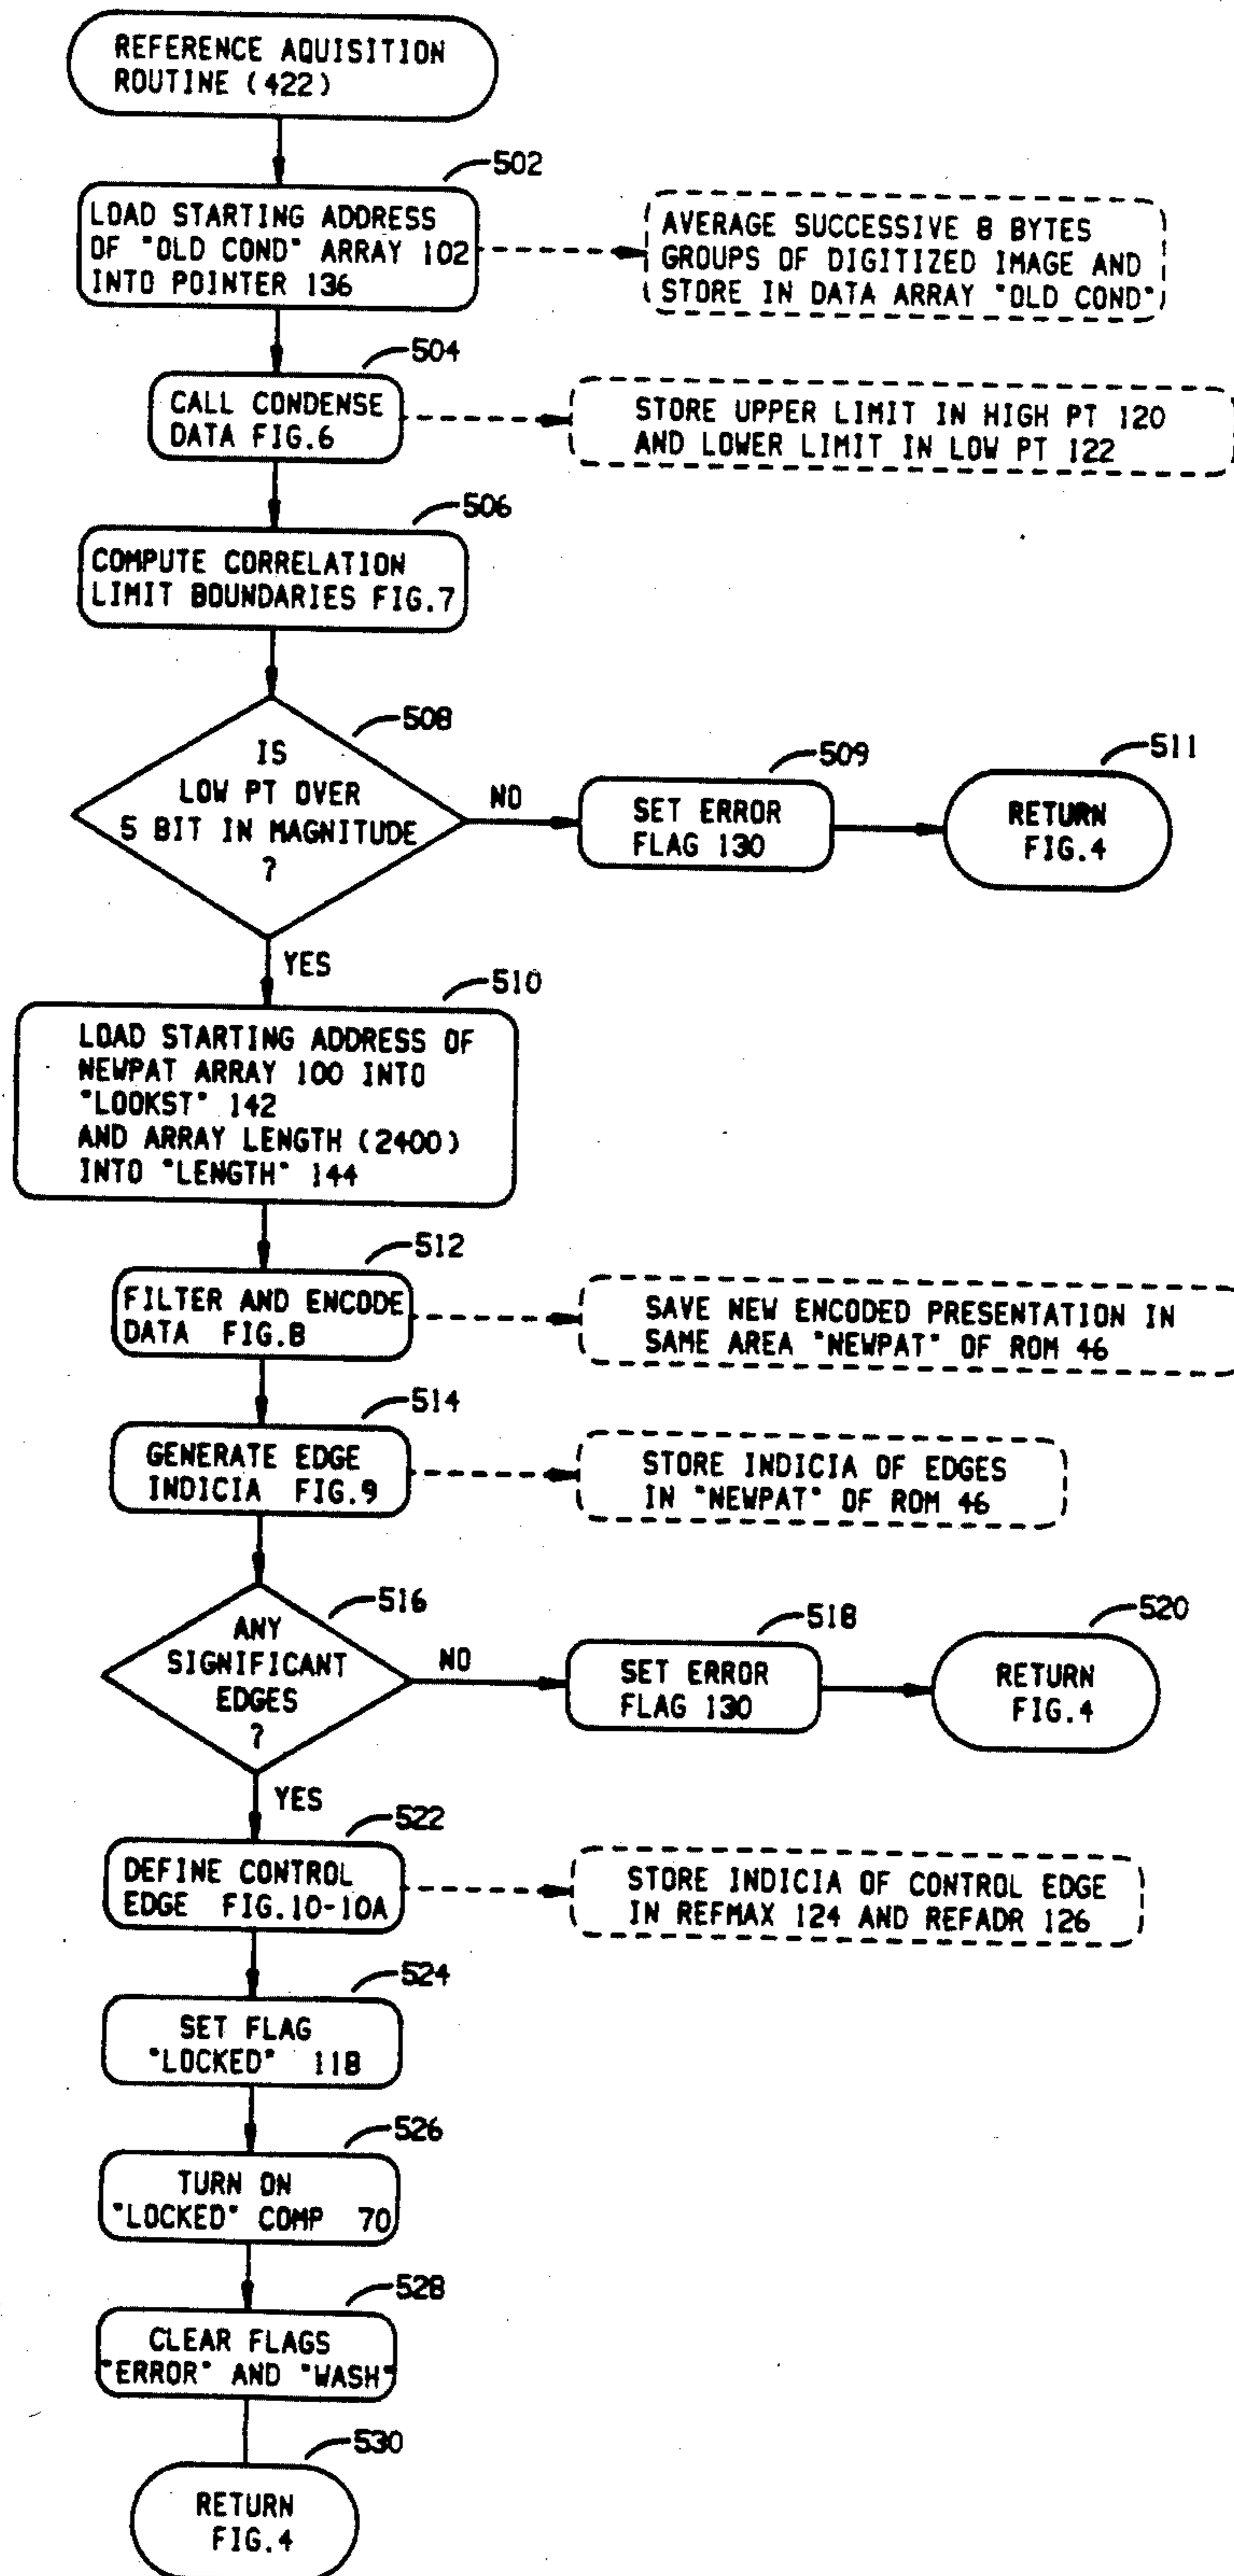 REFERENCE AQUISITION
ROUTINE (422)
502
LOAD STARTING ADDRESS
OF "OLD COND" ARRAY 102
INTO POINTER 136
AVERAGE SUCCESSIVE 8 BYTES
GROUPS OF DIGITIZED IMAGE AND
STORE IN DATA ARRAY "OLD COND"
504
CALL CONDENSE
DATA FIG.6
STORE UPPER LIMIT IN HIGH PT 120
AND LOWER LIMIT IN LOW PT 122
506
COMPUTE CORRELATION
LIMIT BOUNDARIES FIG.7
508
IS
LOW PT OVER
5 BIT IN MAGNITUDE
?
NO
509
SET ERROR
FLAG 130
511
RETURN
FIG.4
YES
510
LOAD STARTING ADDRESS OF
NEWPAT ARRAY 100 INTO
"LOOKST" 142
AND ARRAY LENGTH (2400)
INTO "LENGTH" 144
512
FILTER AND ENCODE
DATA FIG.8
SAVE NEW ENCODED PRESENTATION IN
SAME AREA "NEWPAT" OF ROM 46
514
GENERATE EDGE
INDICIA FIG.9
STORE INDICIA OF EDGES
IN "NEWPAT" OF ROM 46
516
ANY
SIGNIFICANT
EDGES
?
NO
518
SET ERROR
FLAG 130
520
RETURN
FIG.4
YES
522
DEFINE CONTROL
EDGE FIG.10-10A
STORE INDICIA OF CONTROL EDGE
IN REFMAX 124 AND REFADR 126
524
SET FLAG
"LOCKED" 118
526
TURN ON
"LOCKED" COMP 70
528
CLEAR FLAGS
"ERROR" AND "WASH"
530
RETURN
FIG.4